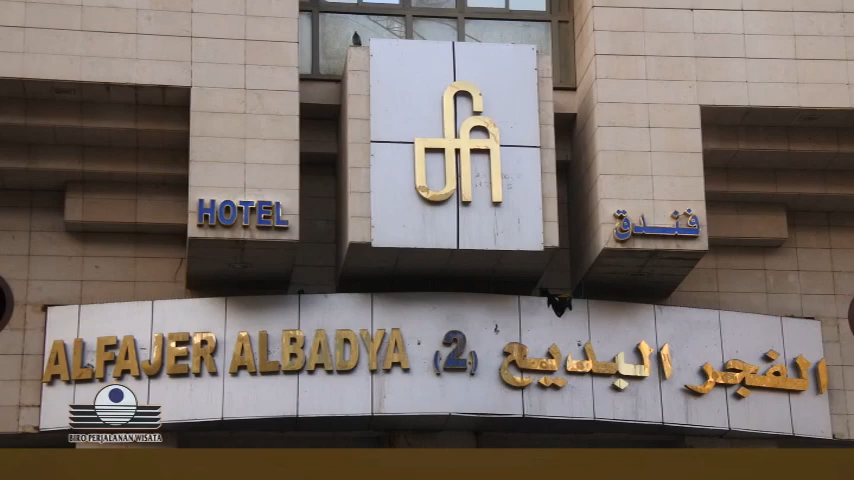 HOTEL
فندق
ALFAJER ALBADYA (2) الفجر البديع
BIRO PERJALANAN WISATA